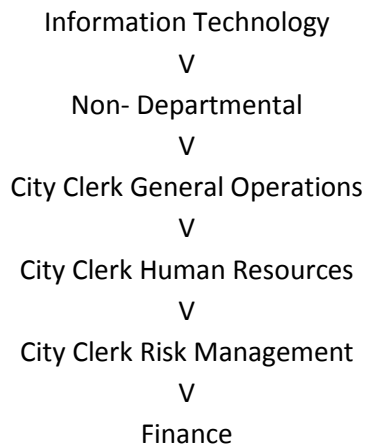 Information Technology
V
Non- Departmental
V
City Clerk General Operations
V
City Clerk Human Resources
V
City Clerk Risk Management
V
Finance